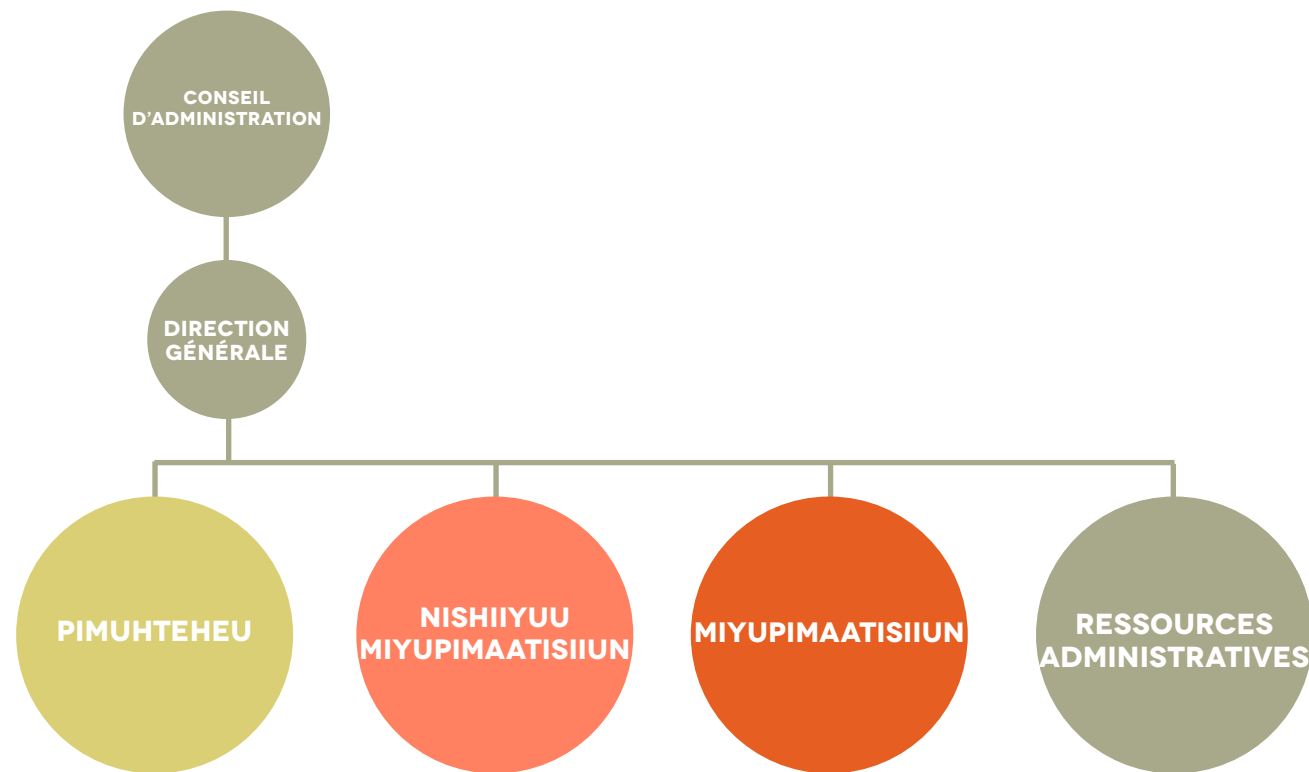 CONSEIL
D’ADMINISTRATION
DIRECTION
GÉNÉRALE
PIMUHTEHEU
NISHIIYUU
MIYUPIMAATISIIUN
MIYUPIMAATISIIUN
RESSOURCES
ADMINISTRATIVES